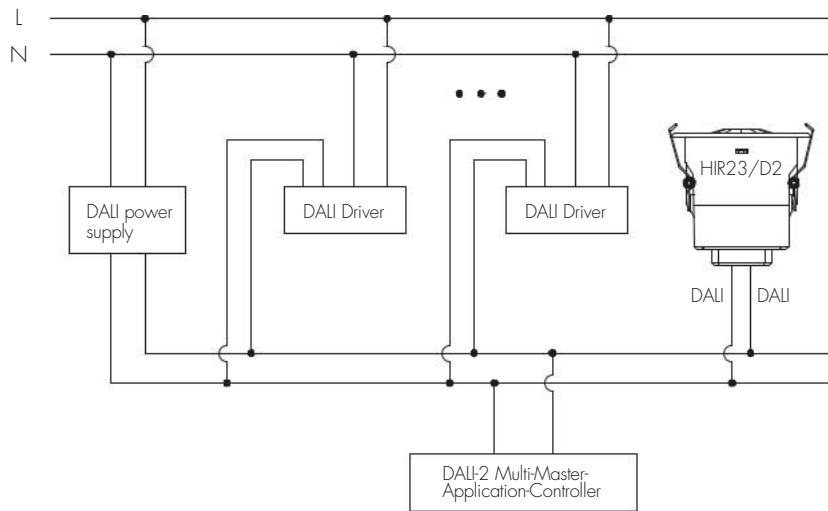 L
N
HIR23/D2
DALI power
supply
DALI Driver
DALI Driver
DALI
DALI
DALI-2 Multi-Master-
Application-Controller